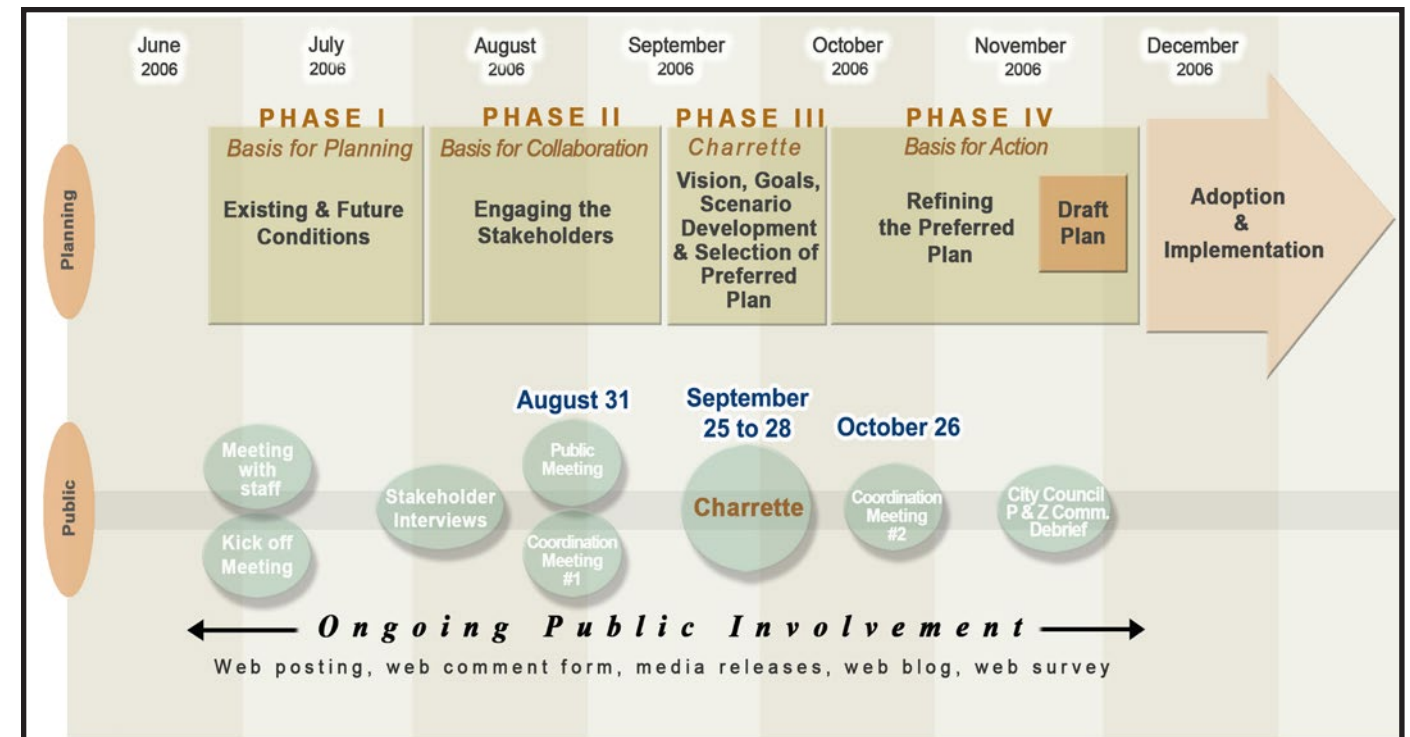 June
2006
July
2006
August
2006
September
2006
October
2006
November
2006
December
2006
Planning
PHASE I
Basis for Planning
Existing & Future
Conditions
PHASE II
Basis for Collaboration
Engaging the
Stakeholders
PHASE III
Charrette
Vision, Goals,
Scenario
Development
& Selection of
Preferred
Plan
PHASE IV
Basis for Action
Refining
the Preferred
Plan
Draft
Plan
Adoption
&
Implementation
Public
Meeting
with
staff
Kick off
Meeting
Stakeholder
Interviews
August 31
Public
Meeting
Coordination
Meeting
#1
September
25 to 28
Charrette
October 26
Coordination
Meeting
#2
City Council
P & Z Comm.
Debrief
Ongoing Public Involvement
Web posting, web comment form, media releases, web blog, web survey